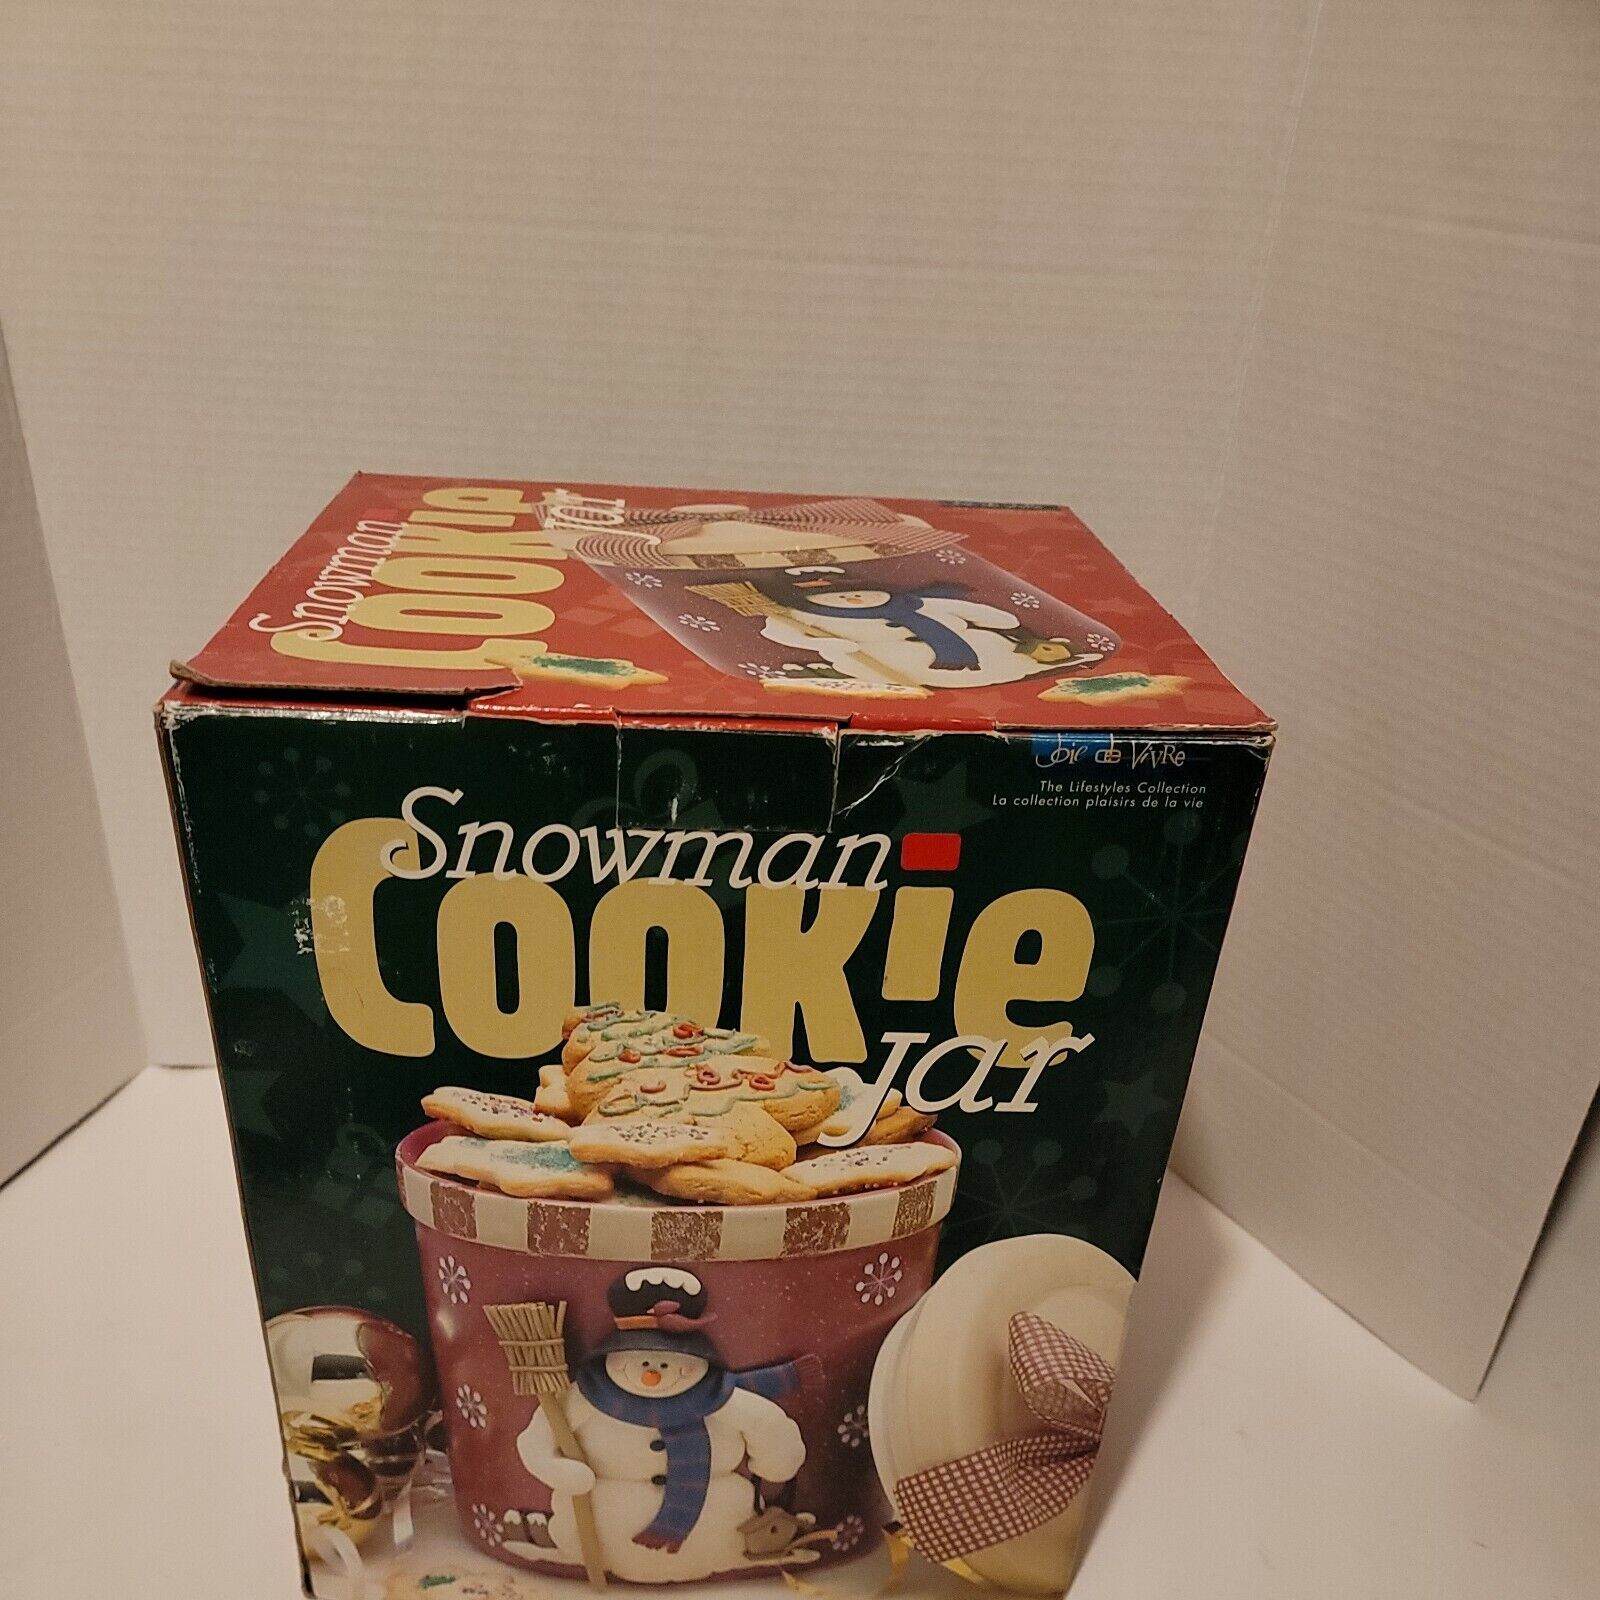 Snowman
Cookie
Jar
Joie de Vivre
The Lifestyles Collection
La collection plaisirs de la vie
Snowman
Cookie
Jar